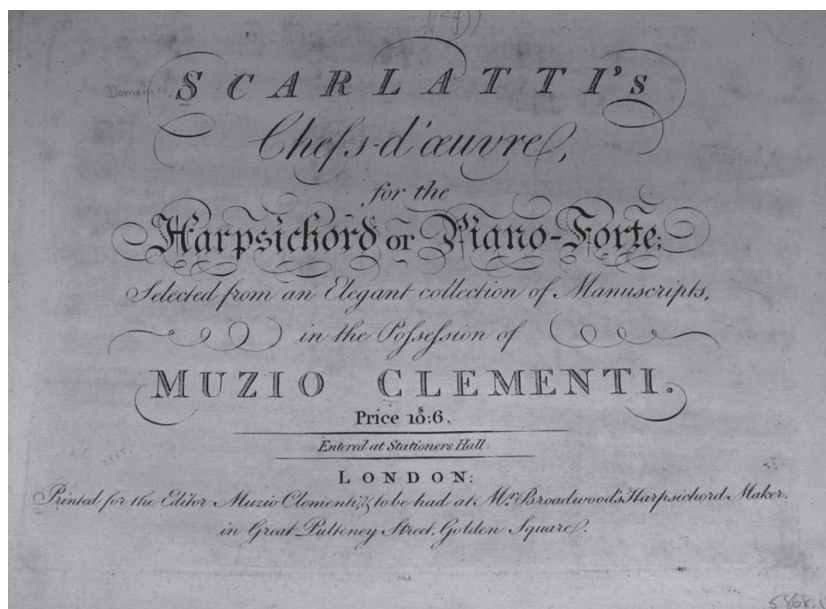 Domenico
SCARLATTI's
Chefs-d'œuvre,
for the
Harpsichord or Piano-Forte;
Selected from an Elegant collection of Manuscripts,
in the Poſseſsion of
MUZIO CLEMENTI.
Price 10ˢ:6.
Entered at Stationers Hall.
LONDON:
Printed for the Editor Muzio Clementi, & to be had at Mʳ. Broadwood's Harpsichord Maker.
in Great Pulteney Street, Golden Square.